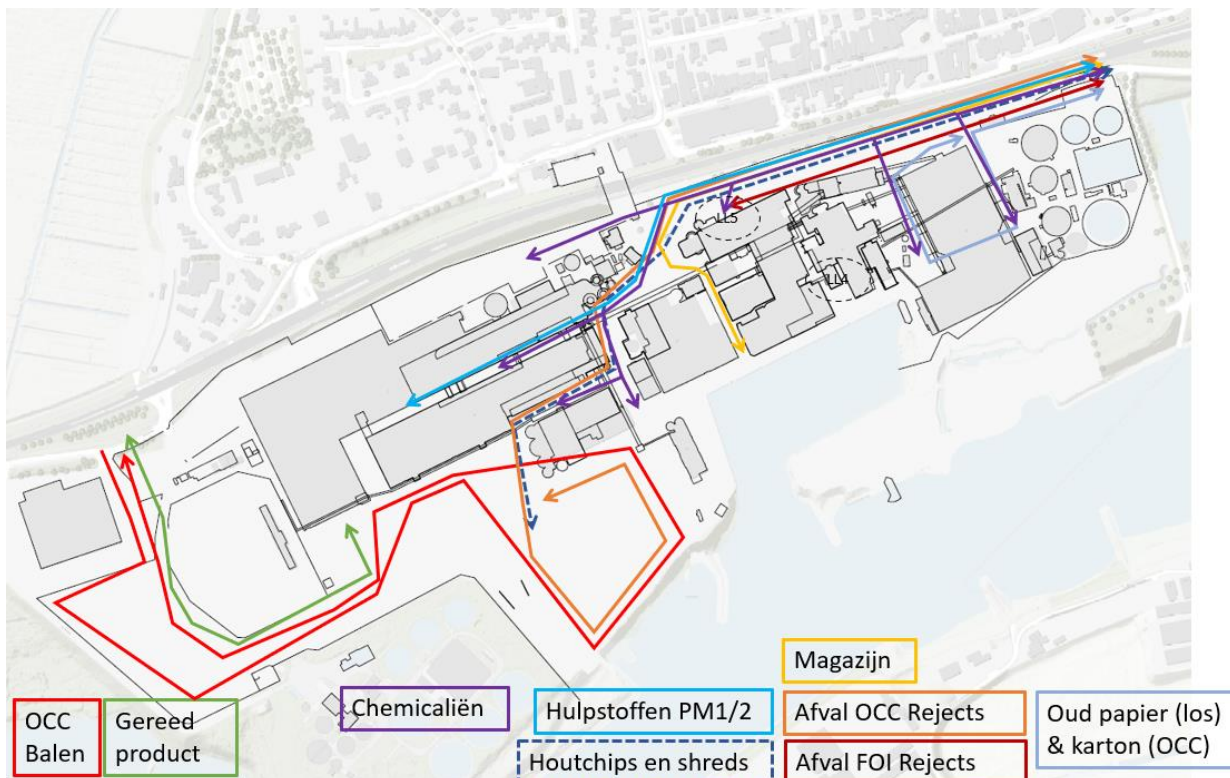 LL5
LL4
Magazijn
OCC
Balen
Gereed
product
Chemicaliën
Hulpstoffen PM1/2
Afval OCC Rejects
Oud papier (los)
& karton (OCC)
Houtchips en shreds
Afval FOI Rejects